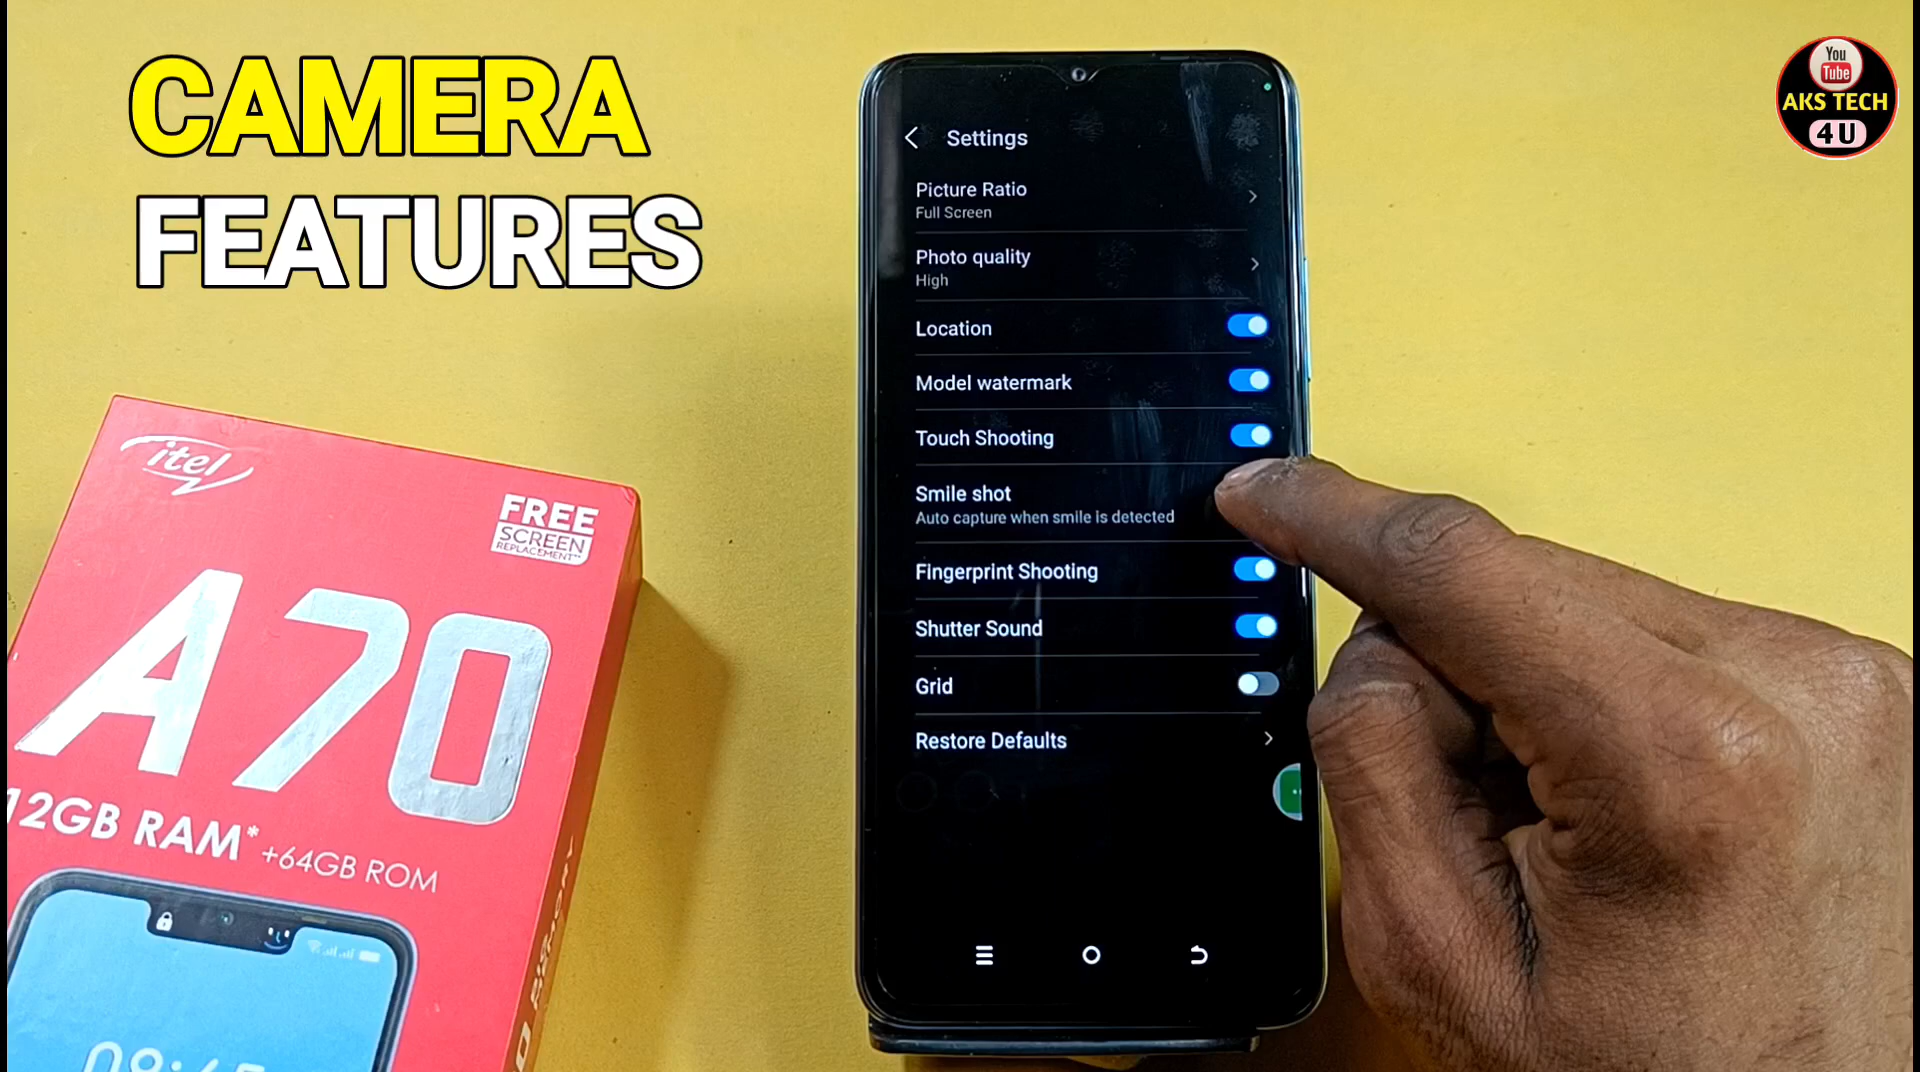 CAMERA
FEATURES
You
Tube
AKS TECH
4 U
Settings
Picture Ratio
Full Screen
Photo quality
High
Location
Model watermark
Touch Shooting
Smile shot
Auto capture when smile is detected
Fingerprint Shooting
Shutter Sound
Grid
Restore Defaults
itel
FREE
SCREEN
REPLACEMENT**
A70
12GB RAM* +64GB ROM